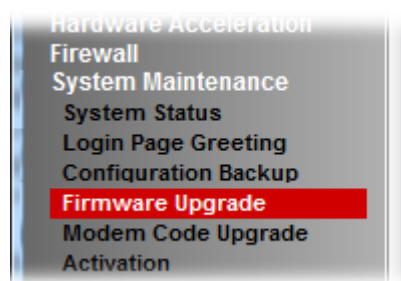 Hardware Acceleration
Firewall
System Maintenance
System Status
Login Page Greeting
Configuration Backup
Firmware Upgrade
Modem Code Upgrade
Activation